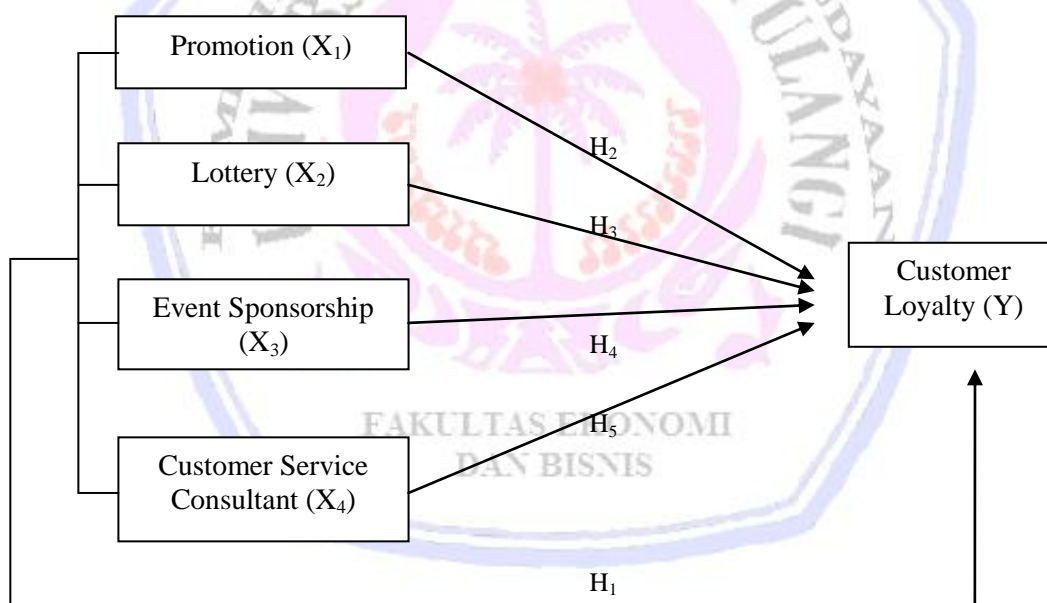 Promotion (X₁)
H₂
Lottery (X₂)
H₃
Customer
Loyalty (Y)
Event Sponsorship
(X₃)
H₄
FAKULTAS EKONOMI
DAN BISNIS
H₅
Customer Service
Consultant (X₄)
H₁